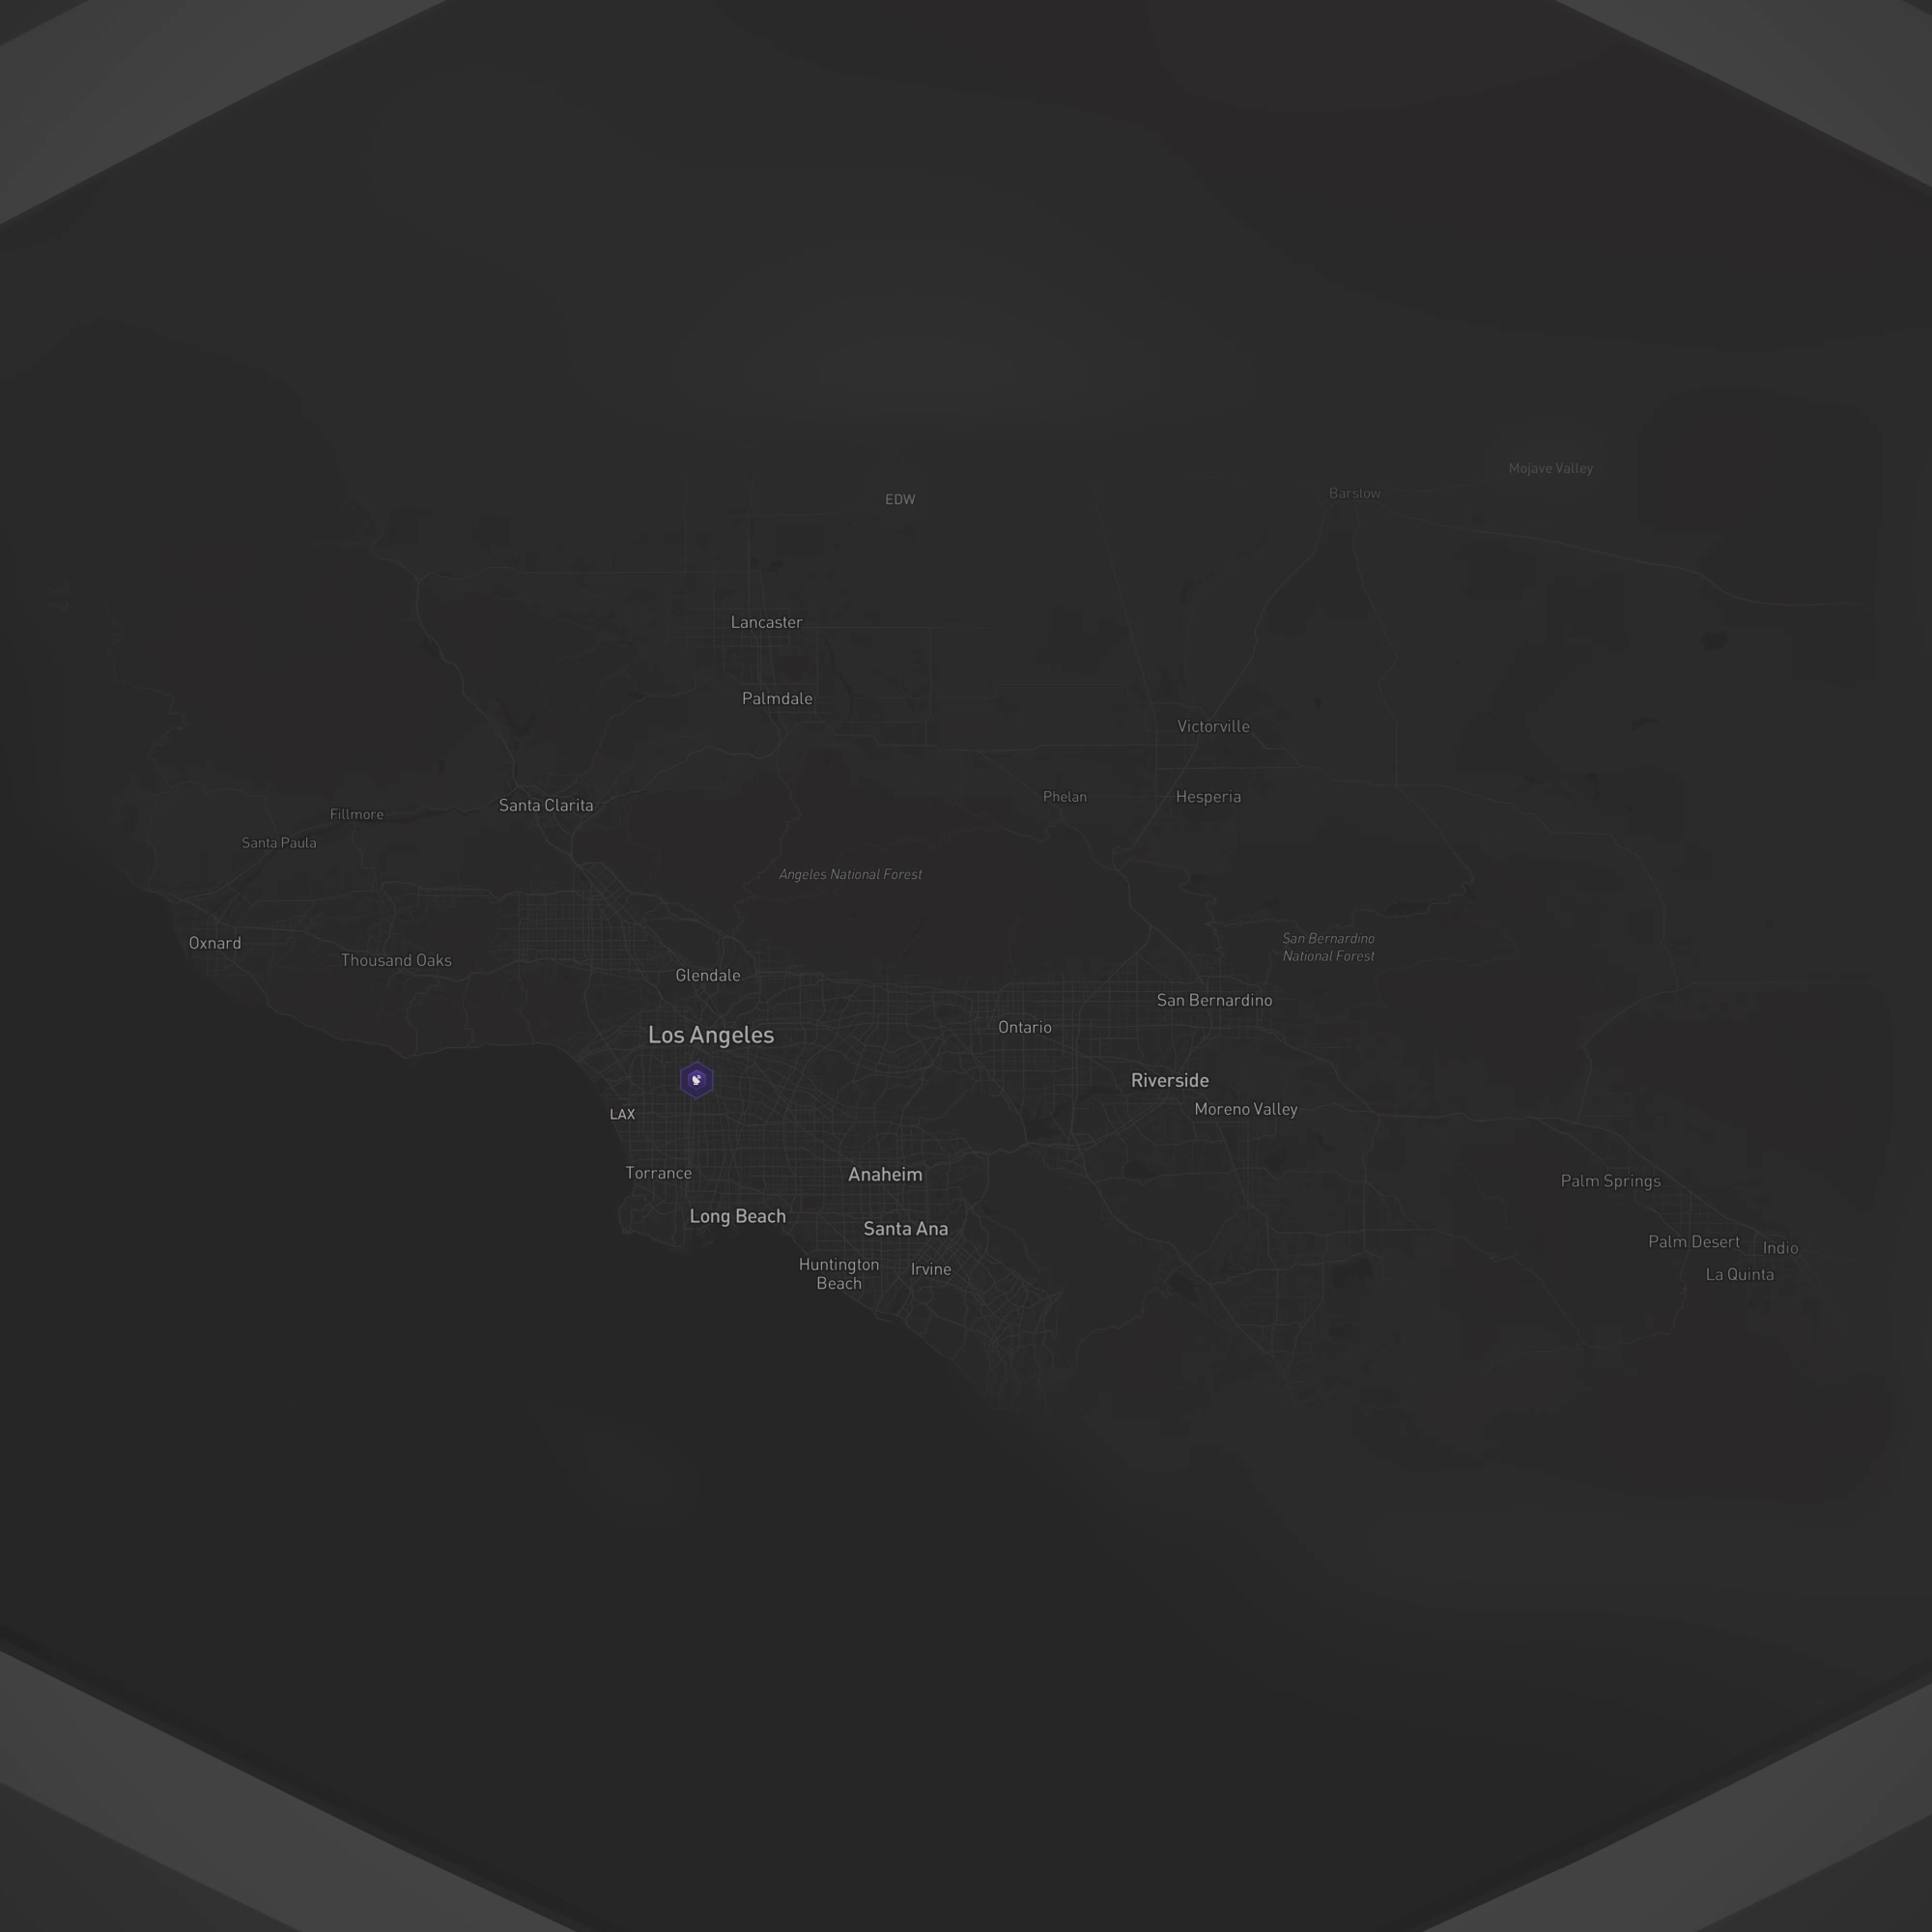 Mojave Valley
Barstow
EDW
Lancaster
Palmdale
Victorville
Phelan
Hesperia
Santa Clarita
Fillmore
Santa Paula
Angeles National Forest
San Bernardino
National Forest
Oxnard
Thousand Oaks
Glendale
San Bernardino
Ontario
Los Angeles
Riverside
Moreno Valley
LAX
Torrance
Anaheim
Palm Springs
Long Beach
Santa Ana
Palm Desert
Indio
Huntington
Beach
Irvine
La Quinta